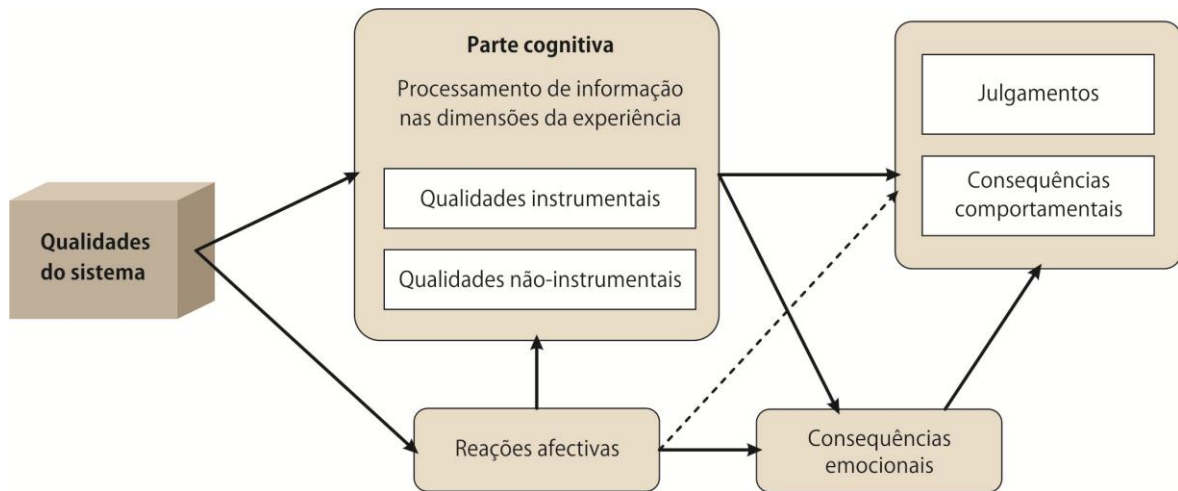 Parte cognitiva
Processamento de informação
nas dimensões da experiência
Qualidades instrumentais
Qualidades não-instrumentais
Qualidades
do sistema
Julgamentos
Consequências
comportamentais
Reações afectivas
Consequências
emocionais